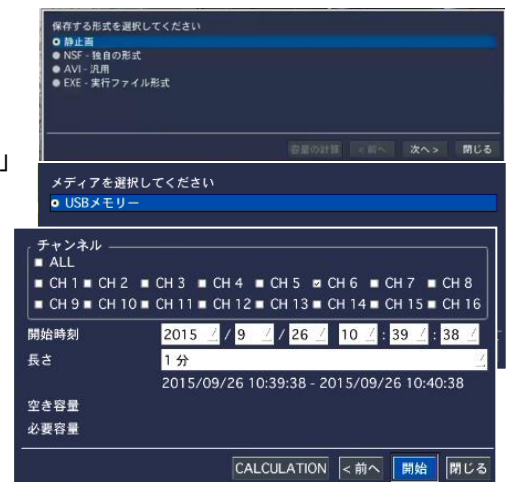 保存する形式を選択してください
静止画
NSF - 独自の形式
AVI - 汎用
EXE - 実行ファイル形式
容量の計算 <前へ 次へ> 閉じる
」
メディアを選択してください
USBメモリー
チャンネル
ALL
CH 1 CH 2 CH 3 CH 4 CH 5 CH 6 CH 7 CH 8
CH 9 CH 10 CH 11 CH 12 CH 13 CH 14 CH 15 CH 16
開始時刻 2015 / 9 / 26 10 : 39 : 38
長さ 1 分
2015/09/26 10:39:38 - 2015/09/26 10:40:38
空き容量
必要容量
CALCULATION <前へ 開始 閉じる